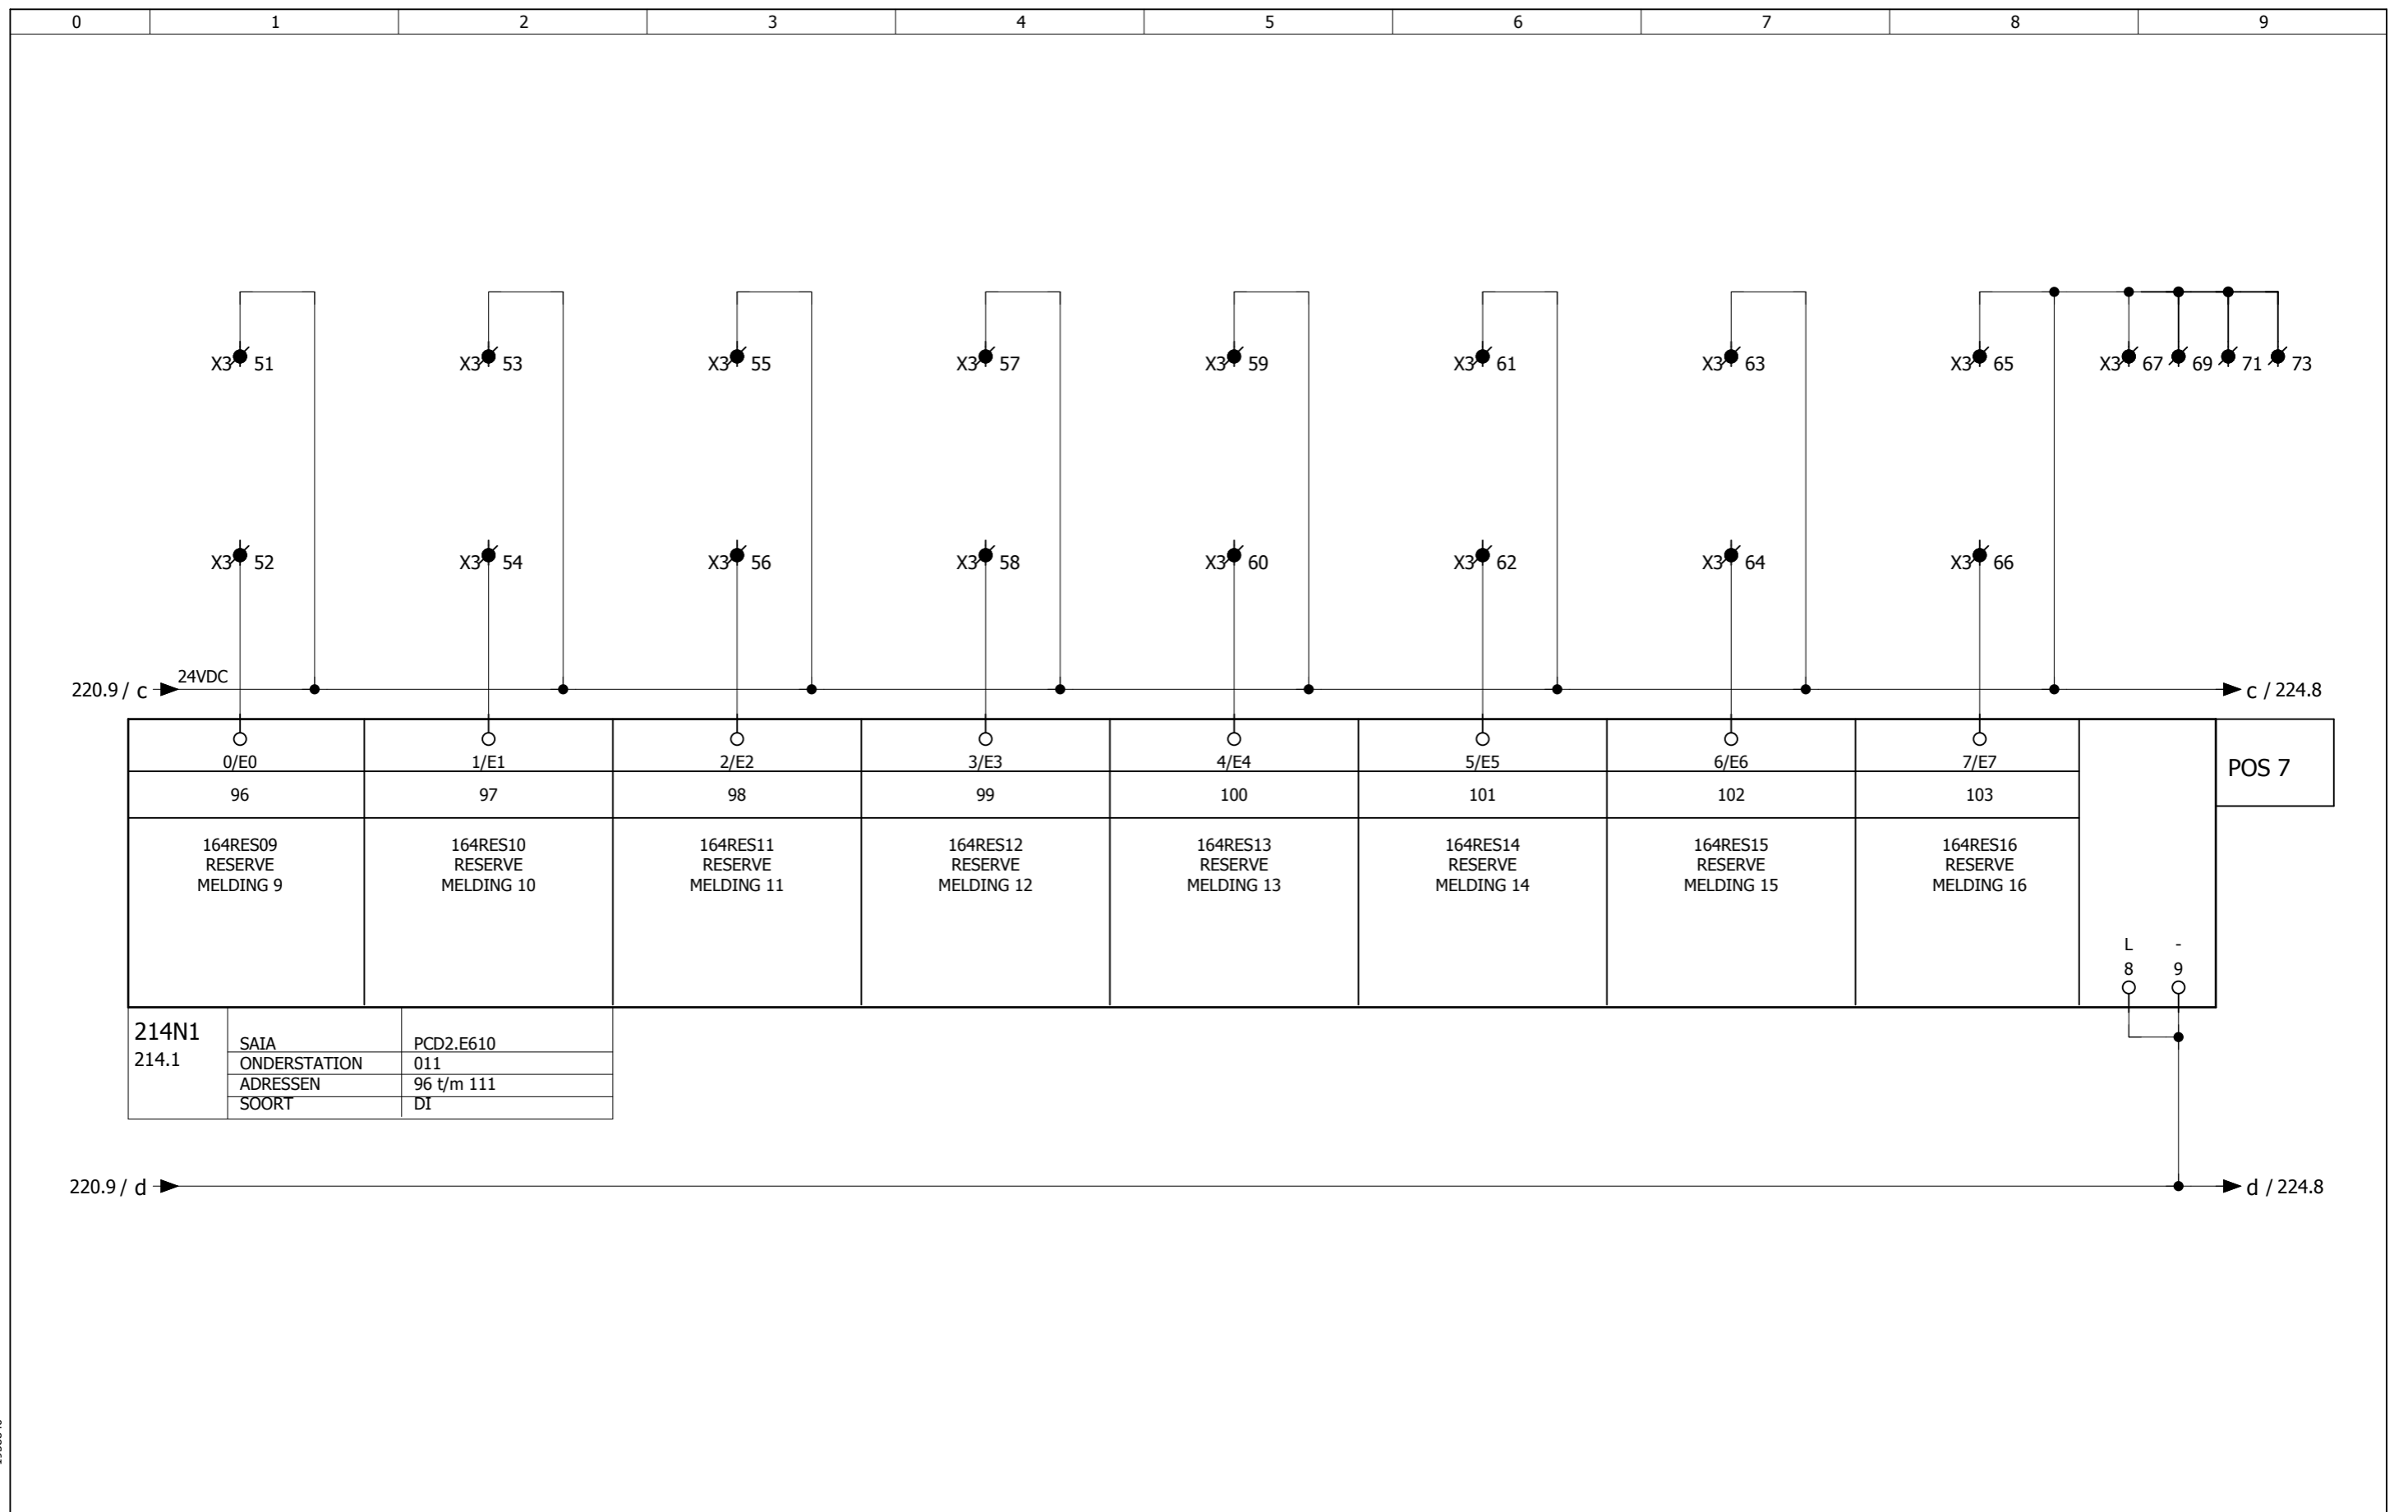 0 1 2 3 4 5 6 7 8 9
X3 51 X3 53 X3 55 X3 57 X3 59 X3 61 X3 63 X3 65 X3 67 69 71 73
X3 52 X3 54 X3 56 X3 58 X3 60 X3 62 X3 64 X3 66
24VDC
220.9 / c c / 224.8
0/E0 1/E1 2/E2 3/E3 4/E4 5/E5 6/E6 7/E7
POS 7
96 97 98 99 100 101 102 103
164RES09 164RES10 164RES11 164RES12 164RES13 164RES14 164RES15 164RES16
RESERVE RESERVE RESERVE RESERVE RESERVE RESERVE RESERVE RESERVE
MELDING 9 MELDING 10 MELDING 11 MELDING 12 MELDING 13 MELDING 14 MELDING 15 MELDING 16
L -
8 9
214N1
214.1
SAIA PCD2.E610
ONDERSTATION 011
ADRESSEN 96 t/m 111
SOORT DI
220.9 / d d / 224.8